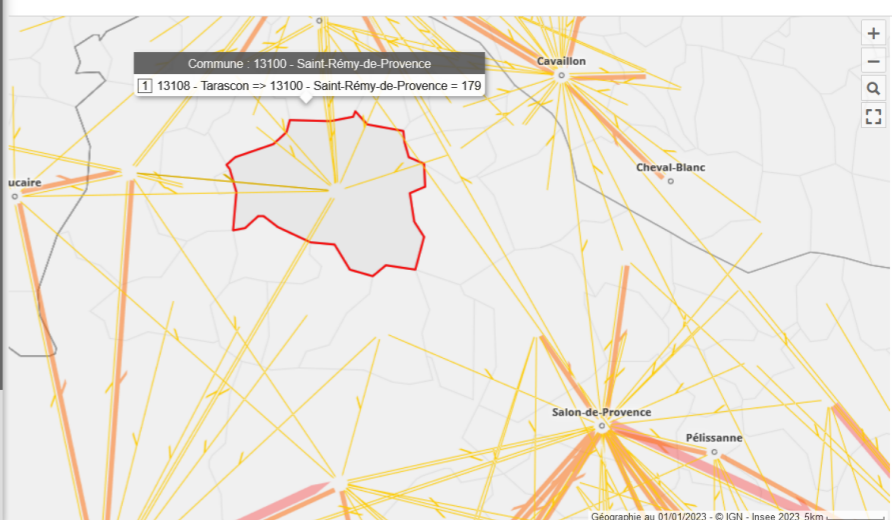 Commune : 13100 - Saint-Rémy-de-Provence
1 13108 - Tarascon => 13100 - Saint-Rémy-de-Provence = 179
Cavaillon
Cheval-Blanc
ucaire
Salon-de-Provence
Pélissanne
Géographie au 01/01/2023 - © IGN - Insee 2023 5km